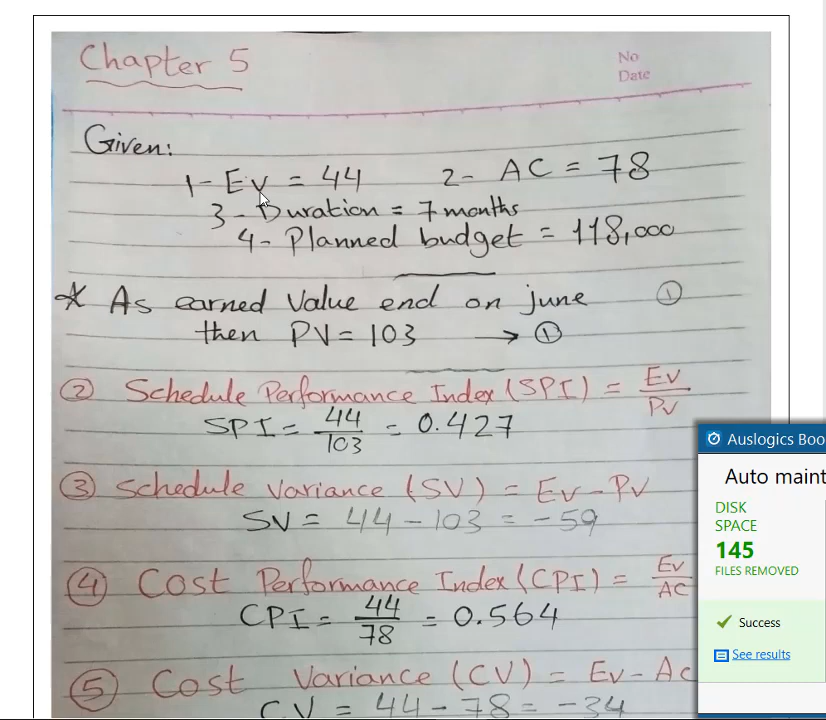 Chapter 5
No
Date
Given:
1- Ev = 44 2- AC = 78
3- Duration = 7 months
4- Planned budget = 118,000
* As earned Value end on june ①
then PV = 103 → ①
② Schedule Performance Index (SPI) = Ev/Pv
SPI = 44/103 = 0.427
③ Schedule Variance (SV) = Ev - Pv
SV = 44 - 103 = -59
④ Cost Performance Index (CPI) = Ev/AC
CPI = 44/78 = 0.564
⑤ Cost Variance (CV) = Ev - Ac
CV = 44 - 78 = -34
Auslogics Boo
Auto maint
DISK
SPACE
145
FILES REMOVED
Success
See results